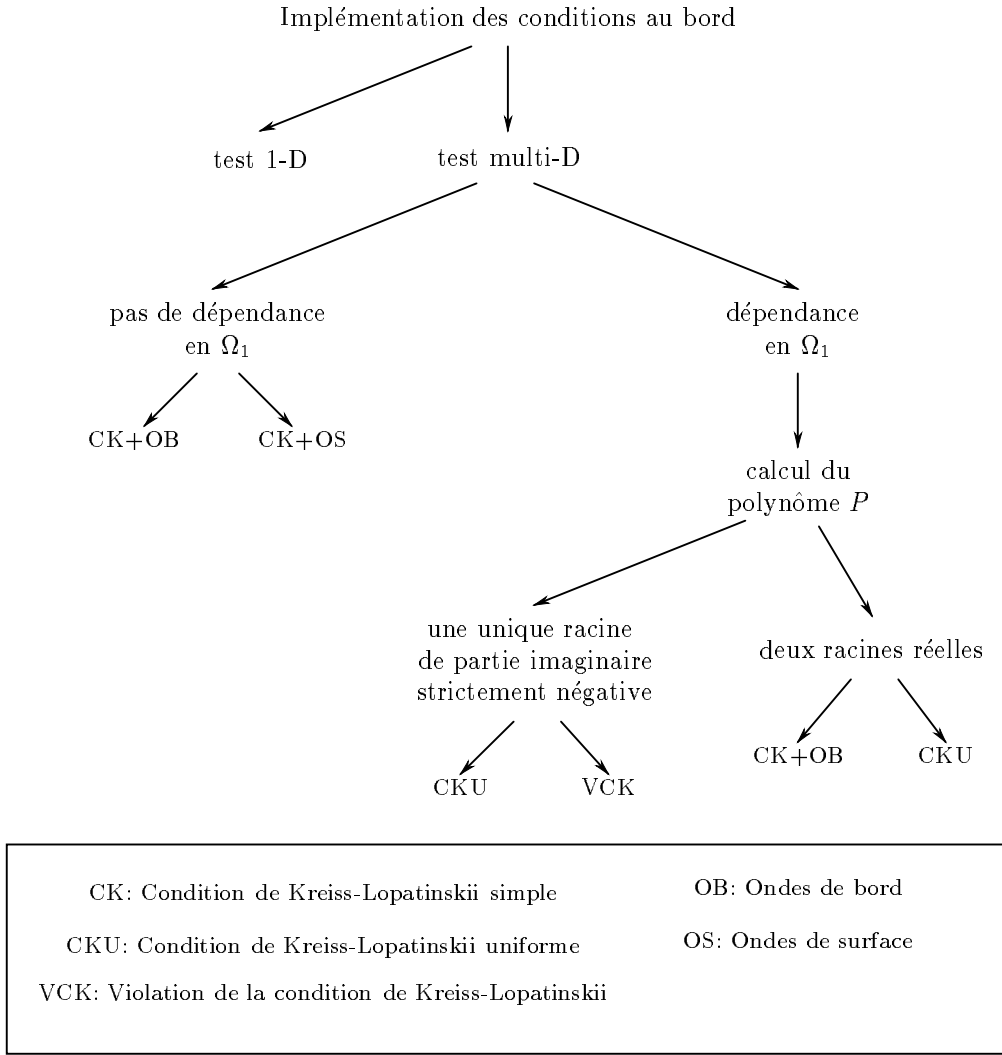 Implémentation des conditions au bord
test 1-D
test multi-D
pas de dépendance
en Ω₁
dépendance
en Ω₁
CK+OB
CK+OS
calcul du
polynôme P
une unique racine
de partie imaginaire
strictement négative
deux racines réelles
CKU
VCK
CK+OB
CKU
CK: Condition de Kreiss-Lopatinskii simple
OB: Ondes de bord
CKU: Condition de Kreiss-Lopatinskii uniforme
OS: Ondes de surface
VCK: Violation de la condition de Kreiss-Lopatinskii